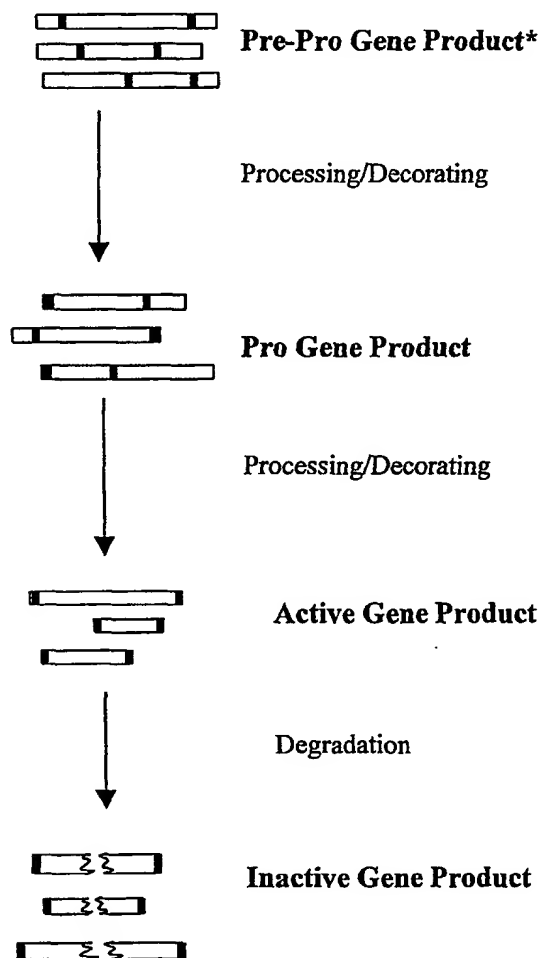 Pre-Pro Gene Product*
Processing/Decorating
Pro Gene Product
Processing/Decorating
Active Gene Product
Degradation
Inactive Gene Product